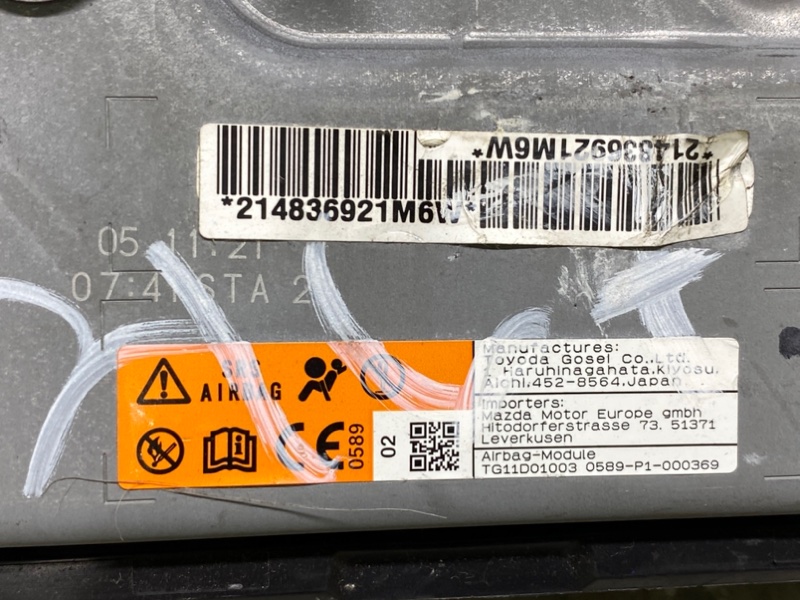 *214836921M6W*
*214836921M6W*
05.11.21
07:41 STA 2
SRS
AIRBAG
0589
02
Manufactures:
Toyoda Gosei Co.,Ltd.
1 Haruhinagahata,Kiyosu,
Aichi,452-8564,Japan
Importers:
Mazda Motor Europe gmbh
Hitodorferstrasse 73. 51371
Leverkusen
Airbag-Module
TG11D01003 0589-P1-000369